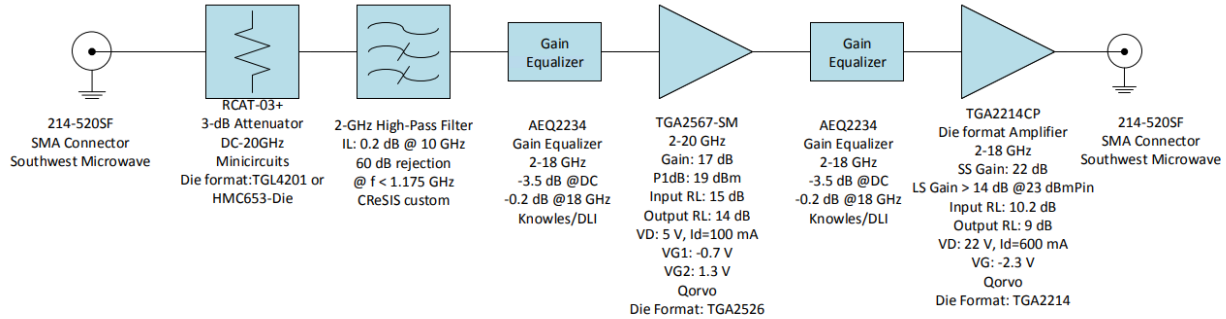 Gain
Equalizer
Gain
Equalizer
214-520SF
SMA Connector
Southwest Microwave
RCAT-03+
3-dB Attenuator
DC-20GHz
Minicircuits
Die format:TGL4201 or
HMC653-Die
2-GHz High-Pass Filter
IL: 0.2 dB @ 10 GHz
60 dB rejection
@ f < 1.175 GHz
CReSIS custom
AEQ2234
Gain Equalizer
2-18 GHz
-3.5 dB @DC
-0.2 dB @18 GHz
Knowles/DLI
TGA2567-SM
2-20 GHz
Gain: 17 dB
P1dB: 19 dBm
Input RL: 15 dB
Output RL: 14 dB
VD: 5 V, Id=100 mA
VG1: -0.7 V
VG2: 1.3 V
Qorvo
Die Format: TGA2526
AEQ2234
Gain Equalizer
2-18 GHz
-3.5 dB @DC
-0.2 dB @18 GHz
Knowles/DLI
TGA2214CP
Die format Amplifier
2-18 GHz
SS Gain: 22 dB
LS Gain > 14 dB @23 dBmPin
Input RL: 10.2 dB
Output RL: 9 dB
VD: 22 V, Id=600 mA
VG: -2.3 V
Qorvo
Die Format: TGA2214
214-520SF
SMA Connector
Southwest Microwave